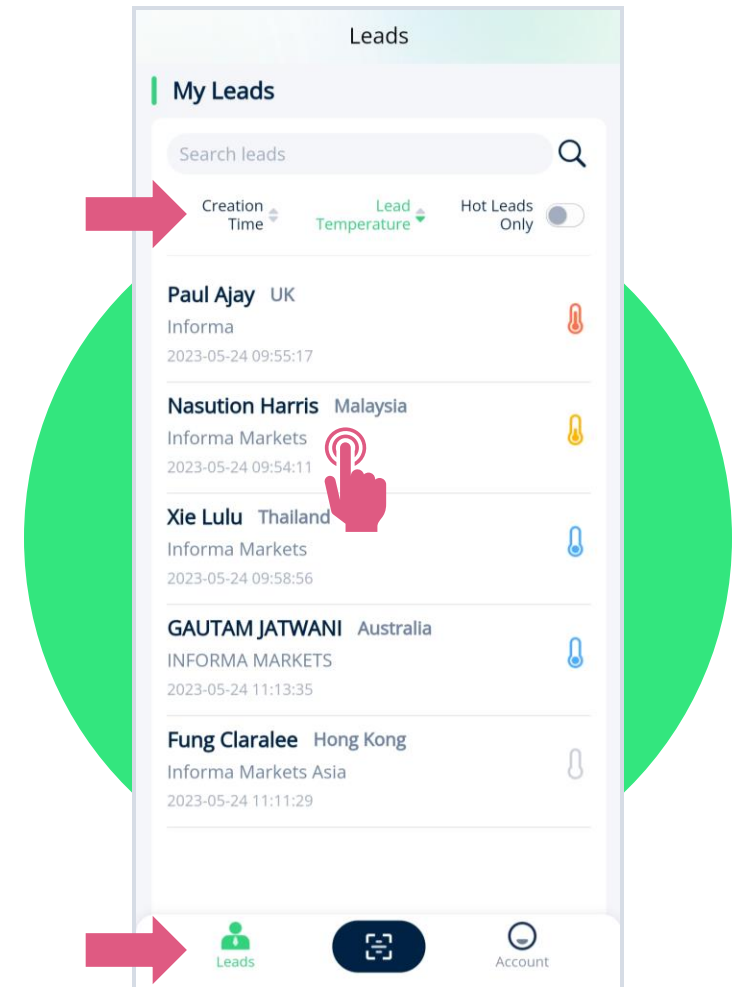 Leads
My Leads
Search leads
Creation Time
Lead Temperature
Hot Leads Only
Paul Ajay UK
Informa
2023-05-24 09:55:17
Nasution Harris Malaysia
Informa Markets
2023-05-24 09:54:11
Xie Lulu Thailand
Informa Markets
2023-05-24 09:58:56
GAUTAM JATWANI Australia
INFORMA MARKETS
2023-05-24 11:13:35
Fung Claralee Hong Kong
Informa Markets Asia
2023-05-24 11:11:29
Leads
Account